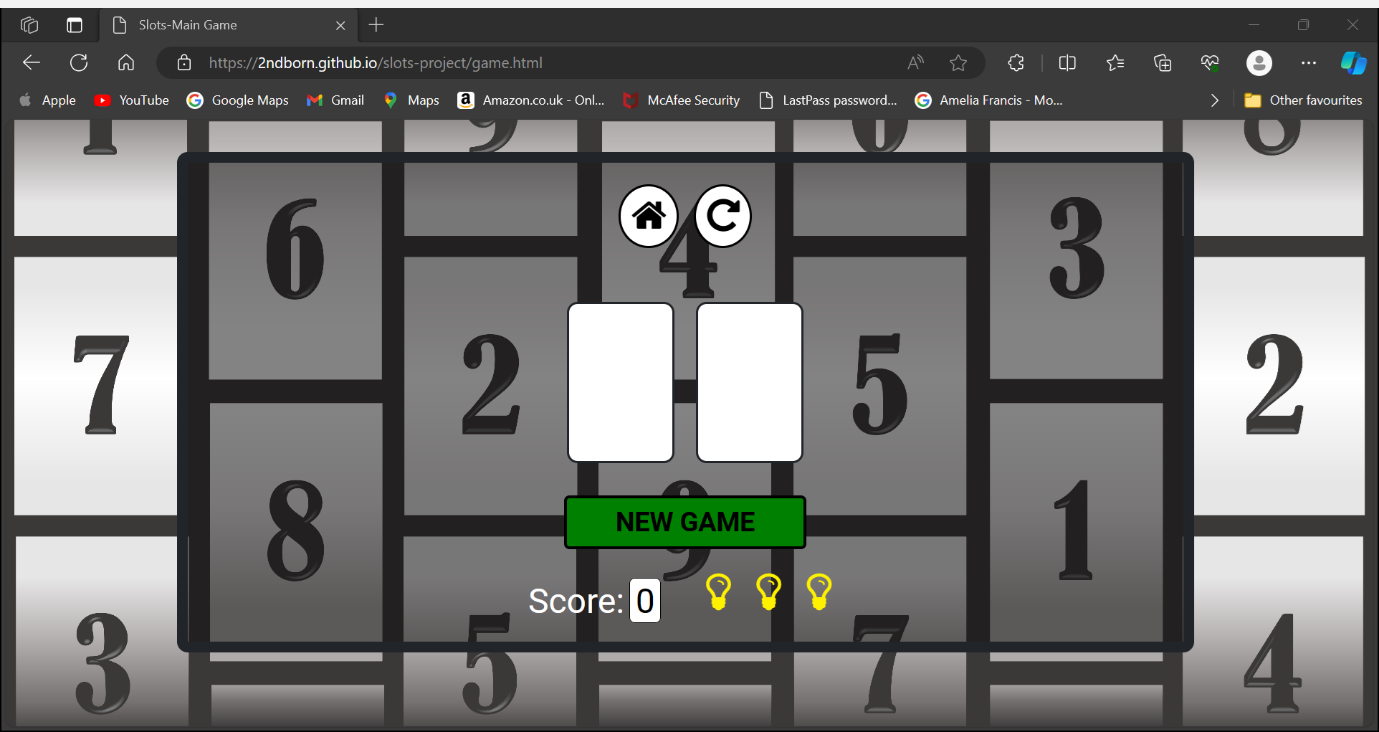 Slots-Main Game
https://2ndborn.github.io/slots-project/game.html
Apple YouTube Google Maps Gmail Maps Amazon.co.uk - Onl... McAfee Security LastPass password... Amelia Francis - Mo... Other favourites
1 9 0 8
6 4 3
7 2 5 2
8 9 1
NEW GAME
Score: 0
3 5 7 4